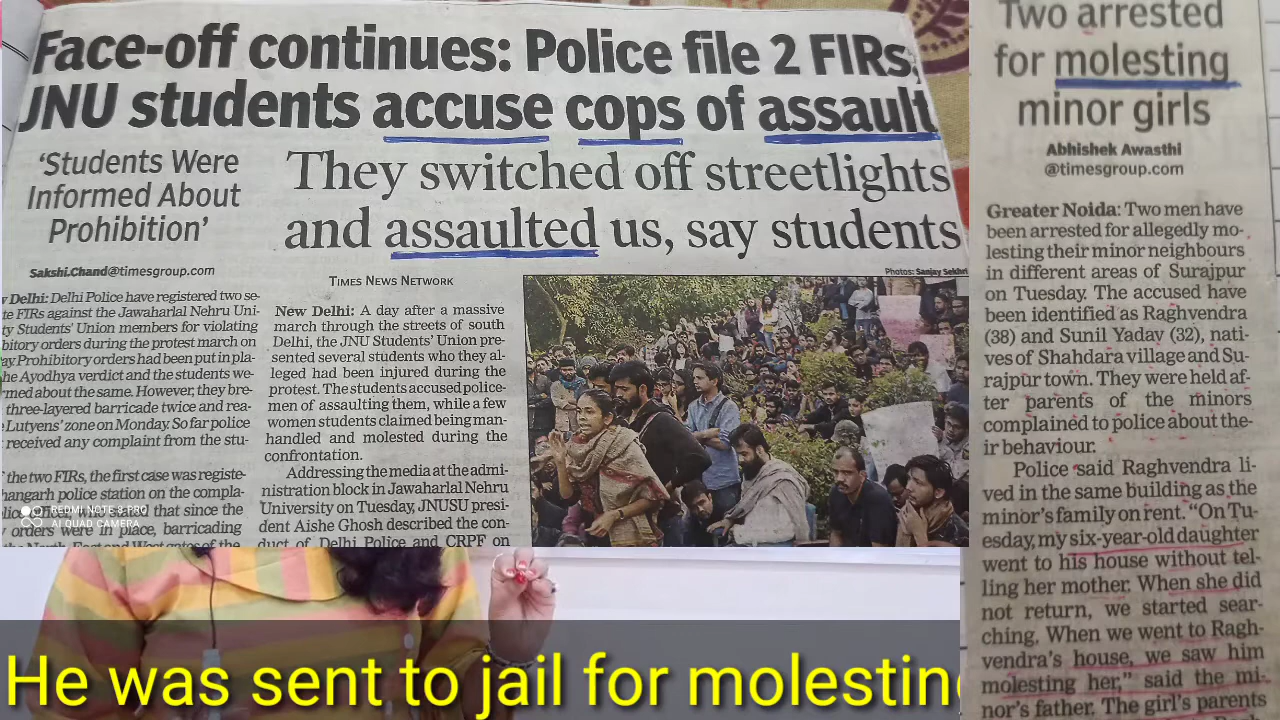 Face-off continues: Police file 2 FIRs,
JNU students accuse cops of assault
'Students Were
Informed About
Prohibition'
They switched off streetlights
and assaulted us, say students
Sakshi.Chand@timesgroup.com
Delhi: Delhi Police have registered two se-
FIRs against the Jawaharlal Nehru Uni-
ty Students' Union members for violating
bitory orders during the protest march on
Prohibitory orders had been put in pla-
he Ayodhya verdict and the students we-
med about the same. However, they bre-
three-layered barricade twice and rea-
Lutyens' zone on Monday. So far police
received any complaint from the stu-
the two FIRs, the first case was registe-
hangarh police station on the compla-
that since the
orders were in place, barricading
REDMI NOTE 8 PRO
AI QUAD CAMERA
TIMES NEWS NETWORK
New Delhi: A day after a massive
march through the streets of south
Delhi, the JNU Students' Union pre-
sented several students who they al-
leged had been injured during the
protest. The students accused police-
men of assaulting them, while a few
women students claimed being man-
handled and molested during the
confrontation.
Addressing the media at the admi-
nistration block in Jawaharlal Nehru
University on Tuesday, JNUSU presi-
dent Aishe Ghosh described the con-
duct of Delhi Police and CRPF on
Photos: Sanjay Sekhri
Two arrested
for molesting
minor girls
Abhishek Awasthi
@timesgroup.com
Greater Noida: Two men have
been arrested for allegedly mo-
lesting their minor neighbours
in different areas of Surajpur
on Tuesday. The accused have
been identified as Raghvendra
(38) and Sunil Yadav (32), nati-
ves of Shahdara village and Su-
rajpur town. They were held af-
ter parents of the minors
complained to police about the-
ir behaviour.
Police said Raghvendra li-
ved in the same building as the
minor's family on rent. "On Tu-
esday, my six-year-old daughter
went to his house without tel-
ling her mother. When she did
not return, we started sear-
ching. When we went to Ragh-
vendra's house, we saw him
molesting her," said the mi-
nor's father. The girl's parents
He was sent to jail for molestin